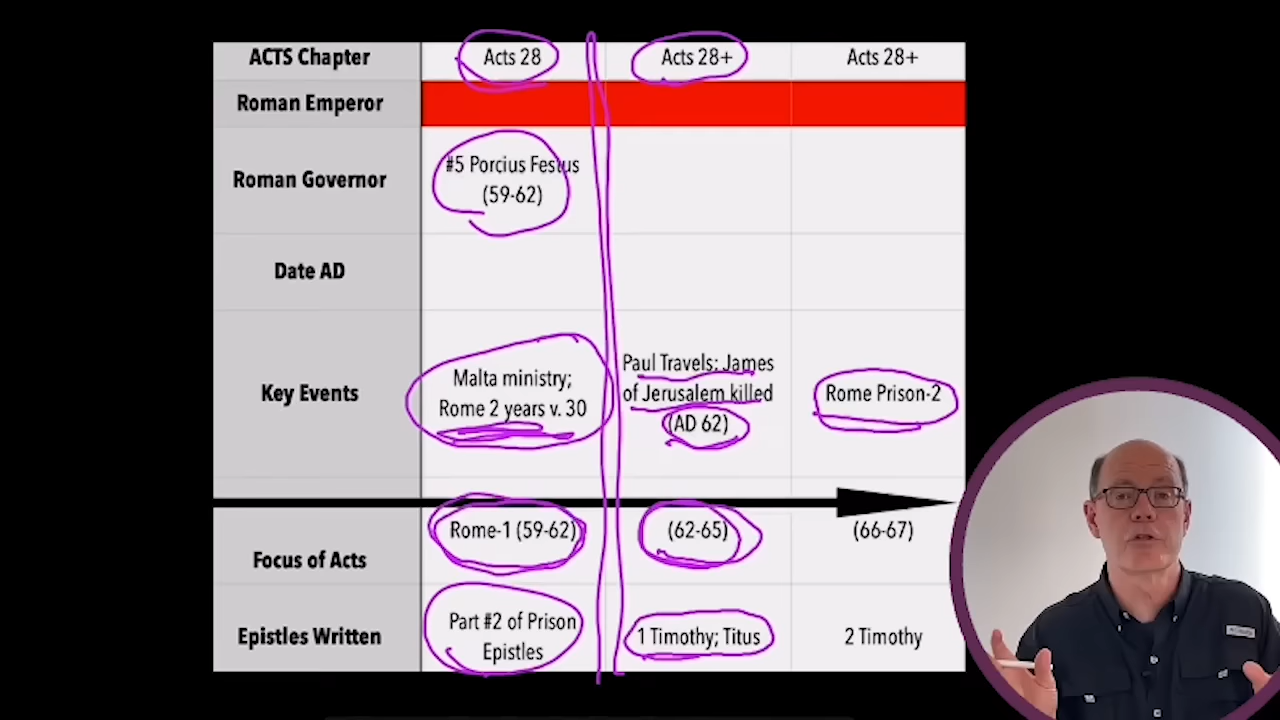 ACTS Chapter
Acts 28
Acts 28+
Acts 28+
Roman Emperor
Roman Governor
#5 Porcius Festus
(59-62)
Date AD
Key Events
Malta ministry;
Rome 2 years v. 30
Paul Travels; James
of Jerusalem killed
(AD 62)
Rome Prison-2
Focus of Acts
Rome-1 (59-62)
(62-65)
(66-67)
Epistles Written
Part #2 of Prison
Epistles
1 Timothy; Titus
2 Timothy